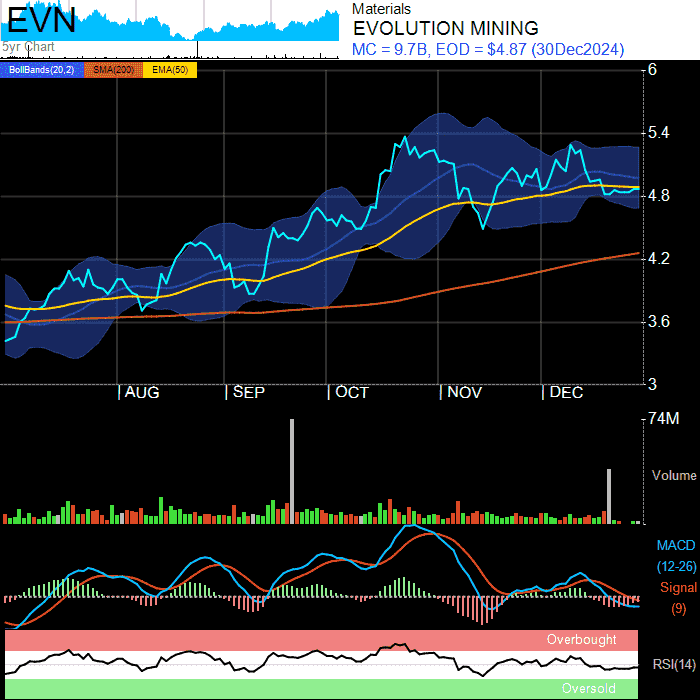 EVN
5yr Chart
Materials
EVOLUTION MINING
MC = 9.7B, EOD = $4.87 (30Dec2024)
BollBands(20,2) SMA(200) EMA(50)
6
5.4
4.8
4.2
3.6
3
AUG SEP OCT NOV DEC
74M
Volume
MACD
(12-26)
Signal
(9)
Overbought
RSI(14)
Oversold